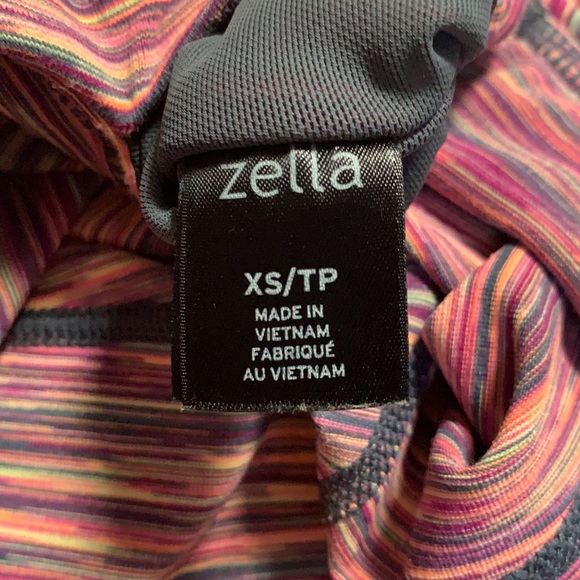 zella
XS/TP
MADE IN
VIETNAM
FABRIQUÉ
AU VIETNAM